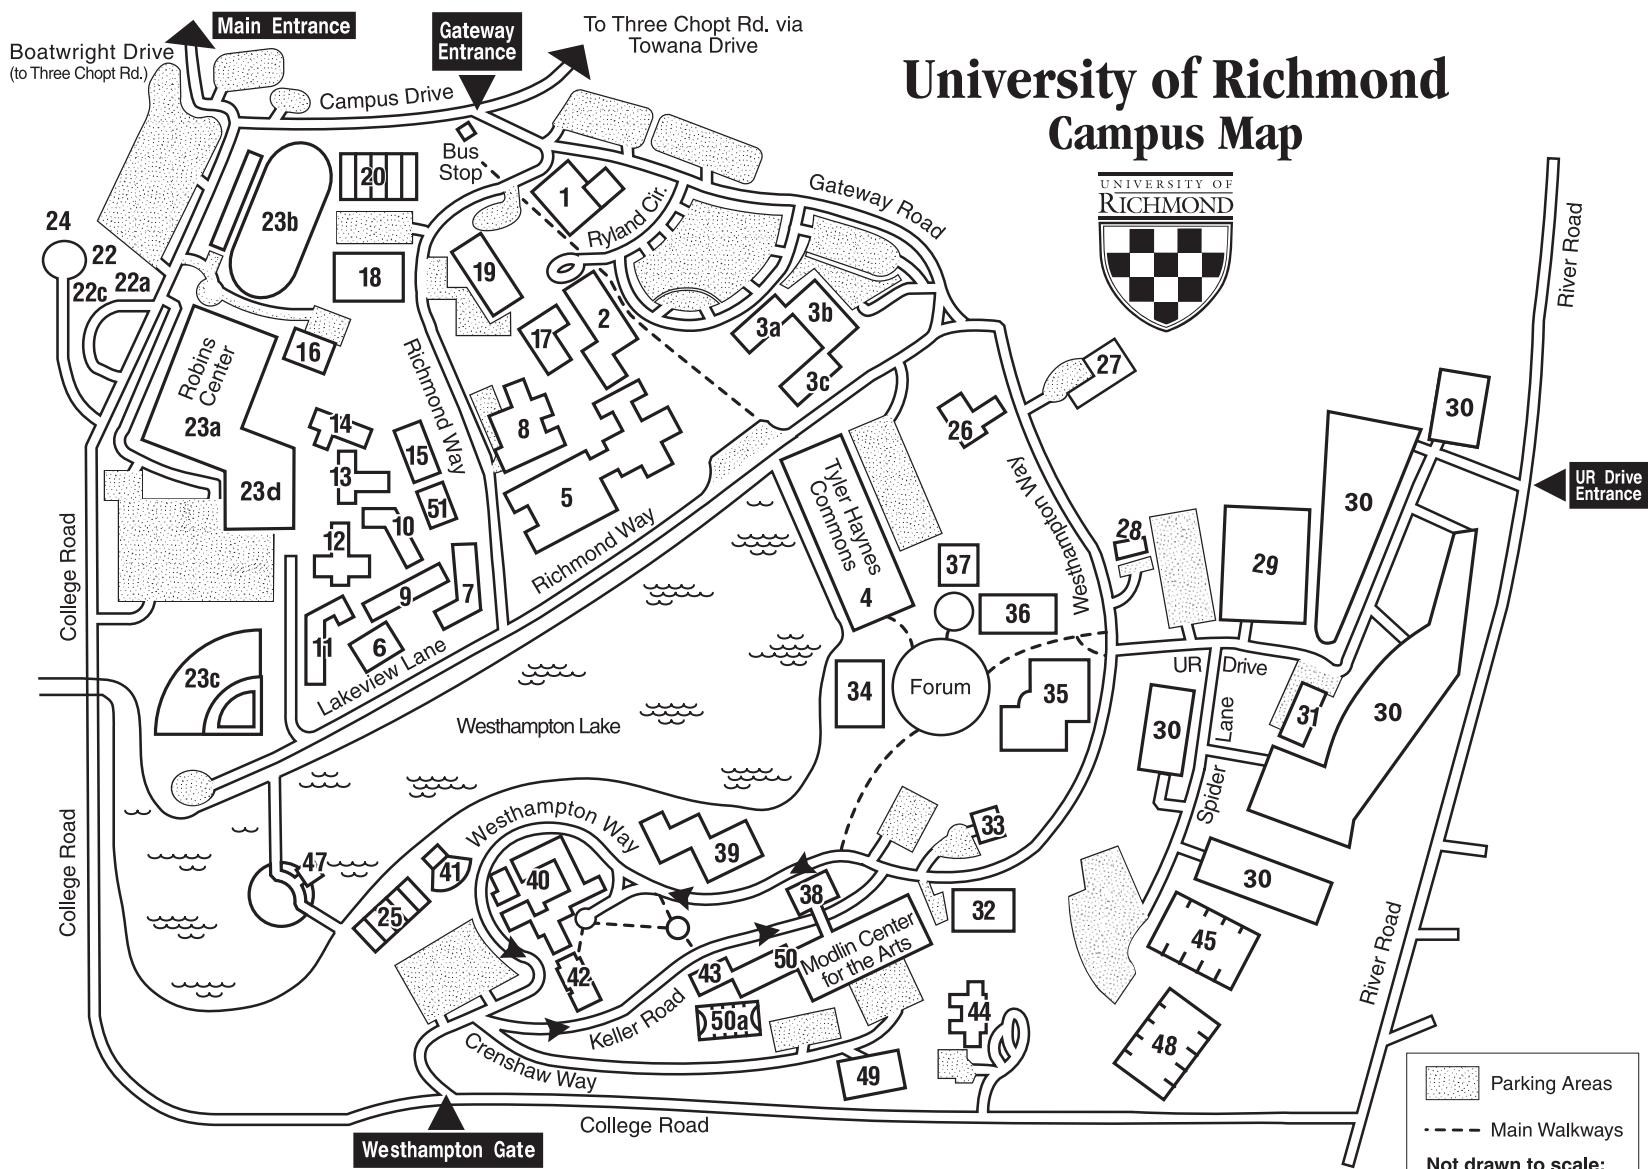 Main Entrance
Boatwright Drive
(to Three Chopt Rd.)
Gateway
Entrance
To Three Chopt Rd. via
Towana Drive
University of Richmond
Campus Map
UNIVERSITY OF
RICHMOND
Campus Drive
Bus
Stop
20
1
23b
Ryland Cir.
Gateway Road
River Road
24
22
22a
22c
18
19
2
17
3a
3b
3c
16
Robins
Center
23a
Richmond Way
27
14
8
26
30
15
13
23d
51
5
Tyler Haynes
Commons
4
Westhampton Way
30
UR Drive
Entrance
10
12
28
College Road
Richmond Way
37
29
9
7
36
11
6
Lakeview Lane
23c
34
Forum
35
UR Drive
31
30
30
Spider Lane
Westhampton Lake
Westhampton Way
39
33
College Road
47
41
40
38
30
25
32
Modlin Center
for the Arts
45
42
43
50
50a
Keller Road
44
48
River Road
Crenshaw Way
49
College Road
Westhampton Gate
Parking Areas
Main Walkways
Not drawn to scale: